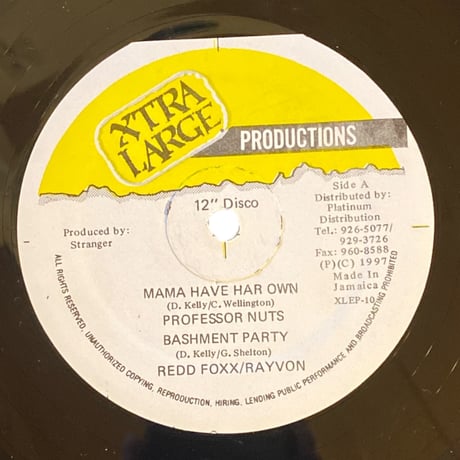 XTRA
LARGE
PRODUCTIONS
12" Disco
Side A
Distributed by:
Platinum
Distribution
Tel.: 926-5077/
929-3726
Fax: 960-8588
(P)(C) 1997
Made In
Jamaica
XLEP-10
Produced by:
Stranger
MAMA HAVE HAR OWN
(D. Kelly/C. Wellington)
PROFESSOR NUTS
BASHMENT PARTY
(D. Kelly/G. Shelton)
REDD FOXX/RAYVON
ALL RIGHTS RESERVED, UNAUTHORIZED COPYING, REPRODUCTION, HIRING, LENDING PUBLIC PERFORMANCE AND BROADCASTING PROHIBITED